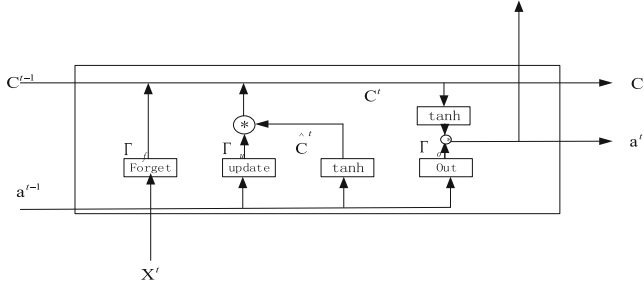 C^{t-1}
C
C^t
tanh
*
Γ_f
Γ_u
Ĉ^t
*
Γ_o
a^t
Forget
update
tanh
Out
a^{t-1}
X^t